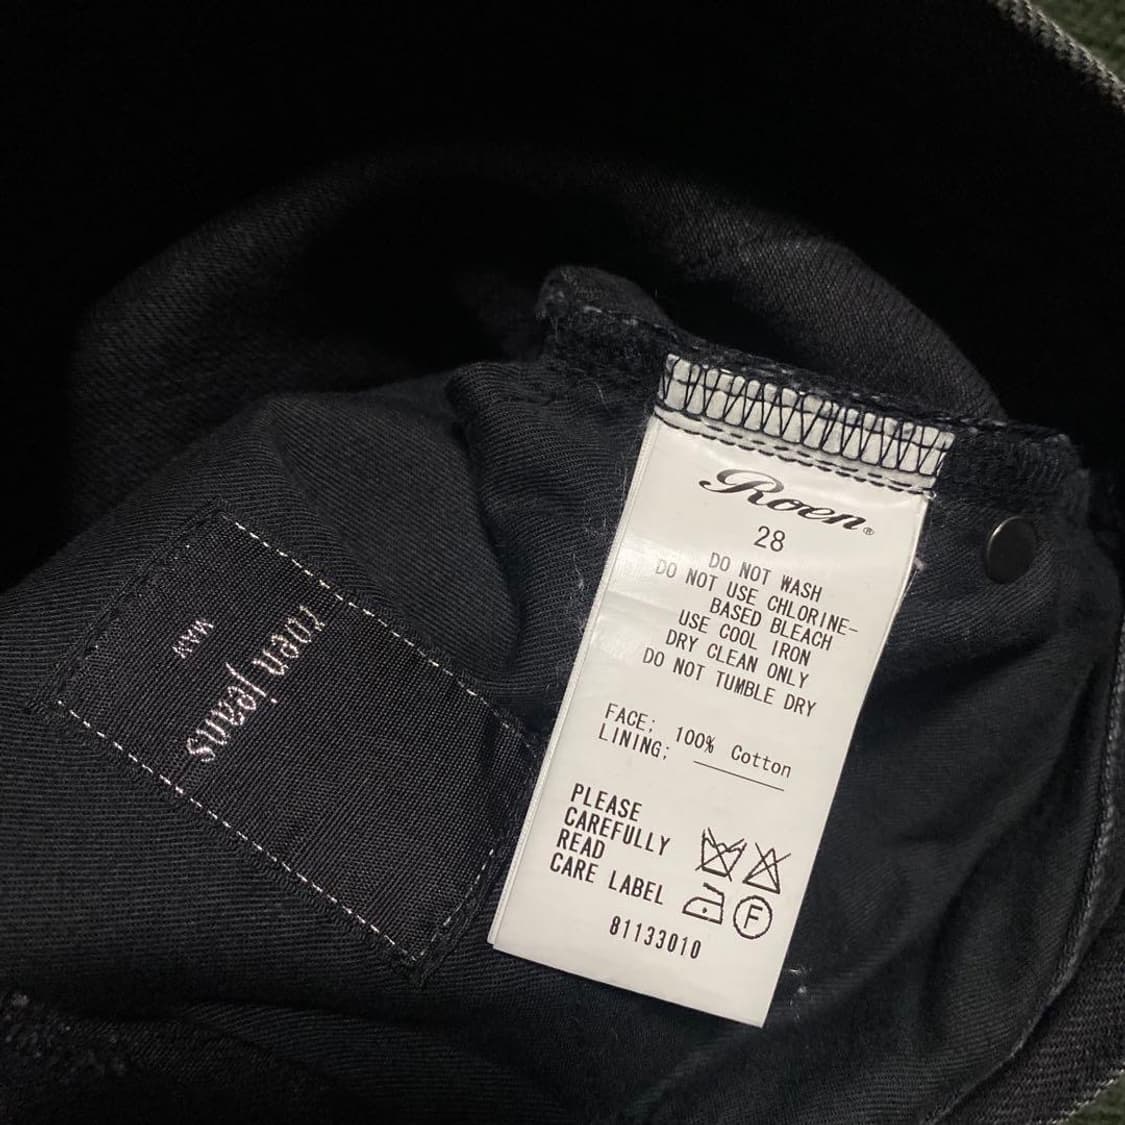 Roen®
28
DO NOT WASH
DO NOT USE CHLORINE-
BASED BLEACH
USE COOL IRON
DRY CLEAN ONLY
DO NOT TUMBLE DRY
FACE; 100% Cotton
LINING;
PLEASE
CAREFULLY
READ
CARE LABEL
F
81133010
roen jeans